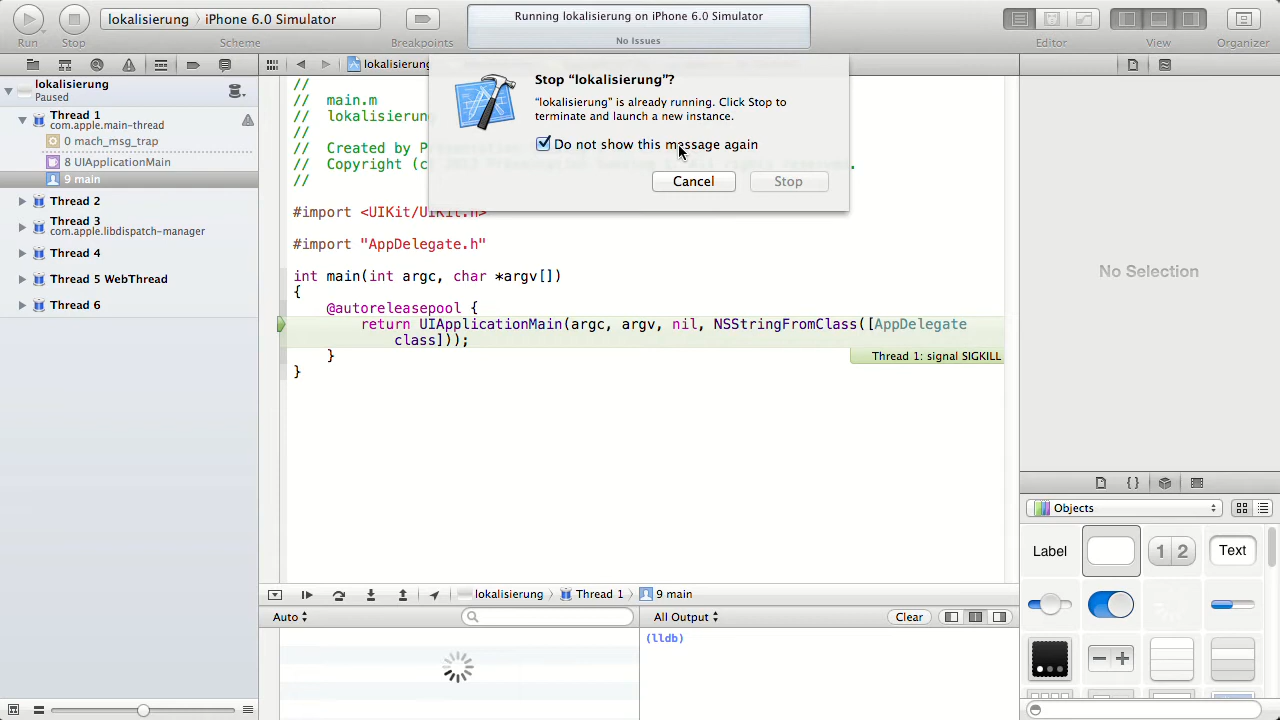 lokalisierung › iPhone 6.0 Simulator
Running lokalisierung on iPhone 6.0 Simulator
No Issues
Run
Stop
Scheme
Breakpoints
Editor
View
Organizer
lokalisierung
Paused
Thread 1
com.apple.main-thread
0 mach_msg_trap
8 UIApplicationMain
9 main
Thread 2
Thread 3
com.apple.libdispatch-manager
Thread 4
Thread 5 WebThread
Thread 6
lokalisierung
Stop “lokalisierung”?
“lokalisierung” is already running. Click Stop to
terminate and launch a new instance.
Do not show this message again
Cancel
Stop
//
// main.m
// lokalisierung
//
// Created by
// Copyright (c)
//
#import <UIKit/UIKit.h>
#import "AppDelegate.h"
int main(int argc, char *argv[])
{
@autoreleasepool {
return UIApplicationMain(argc, argv, nil, NSStringFromClass([AppDelegate
class]));
}
}
Thread 1: signal SIGKILL
No Selection
Objects
Label
1 2
Text
lokalisierung
Thread 1
9 main
Auto
All Output
Clear
(lldb)